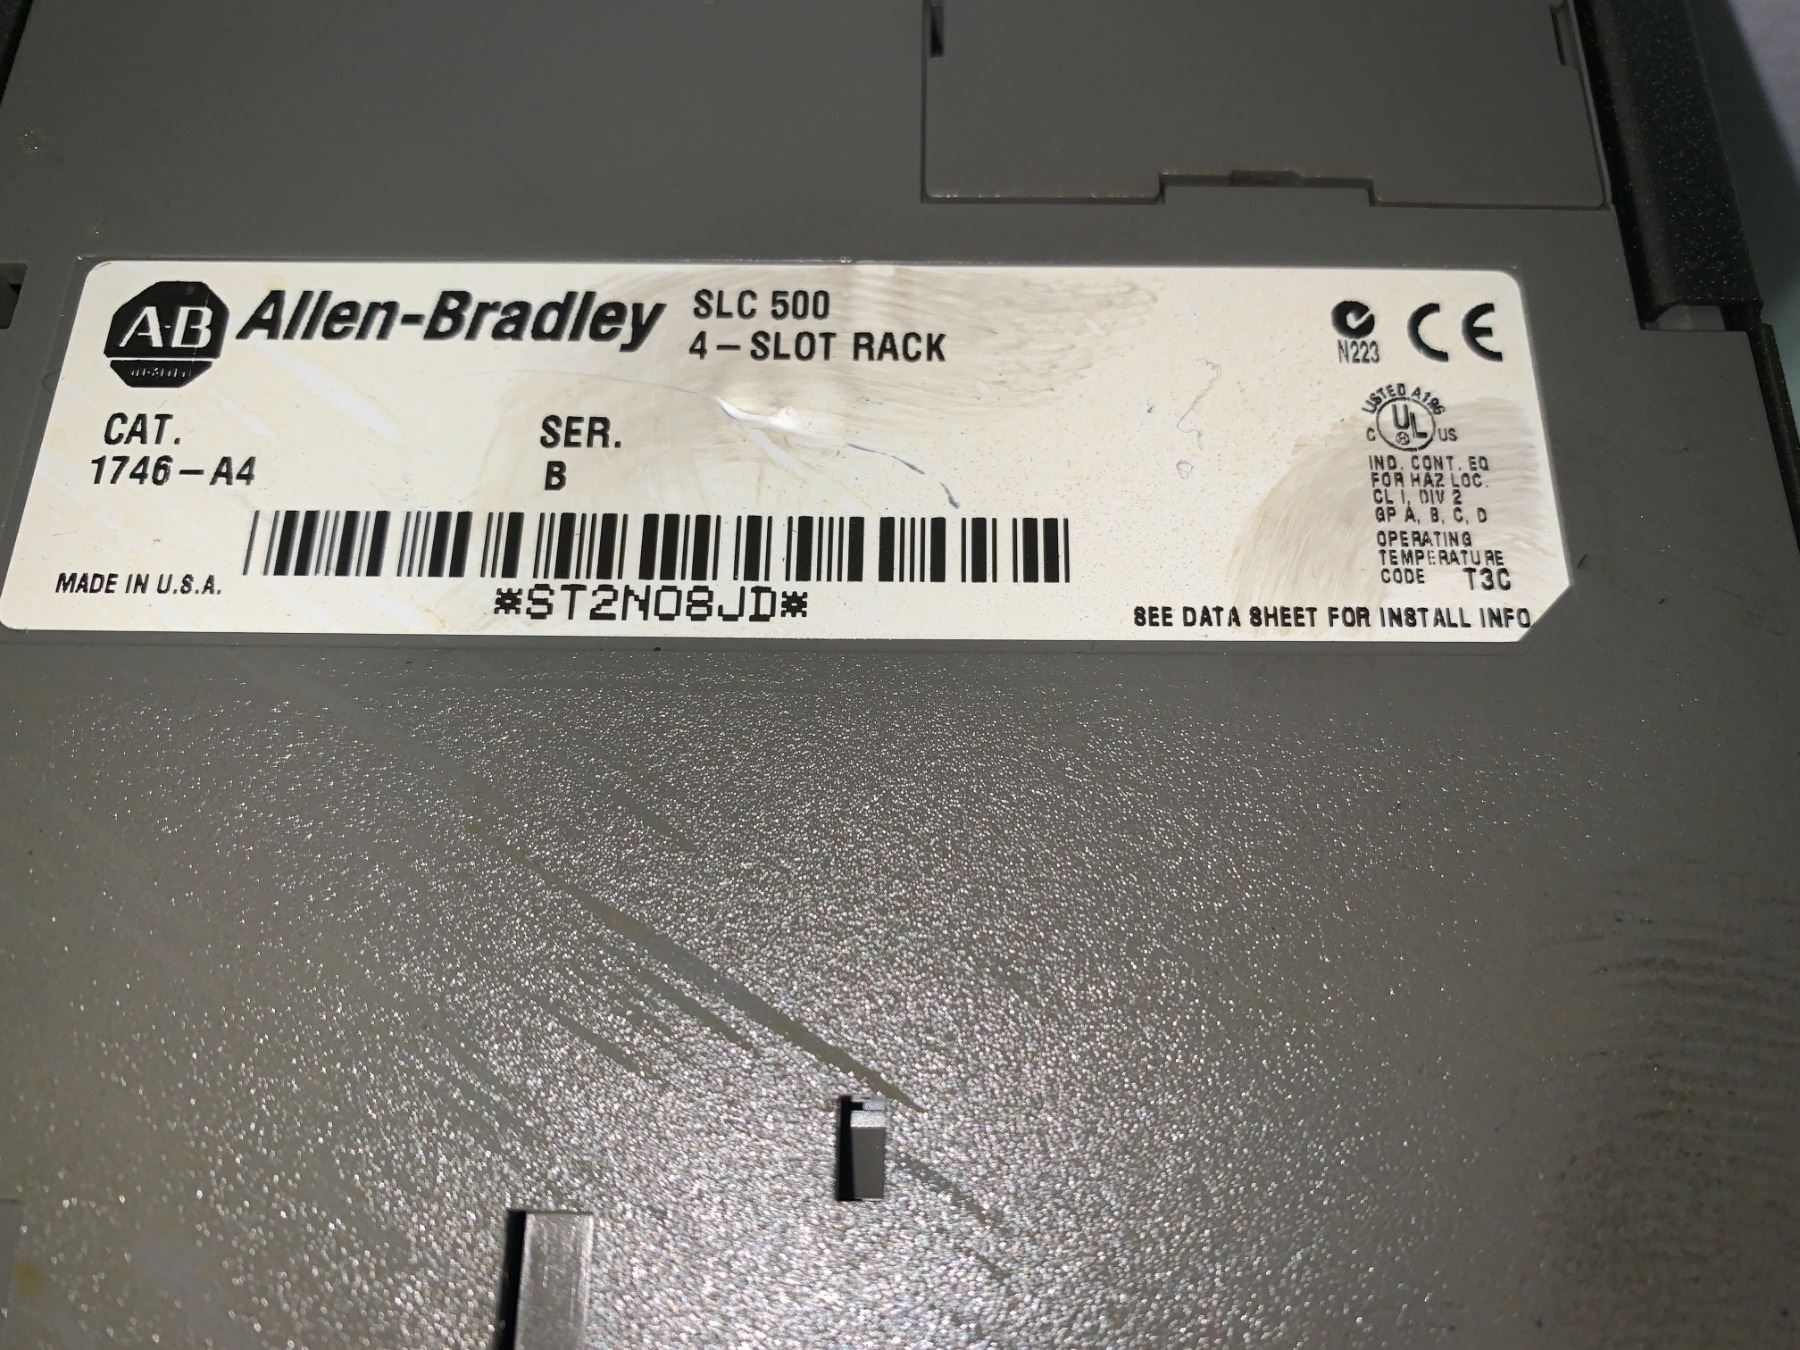 A·B
Allen-Bradley
SLC 500
4-SLOT RACK
N223
CE
CAT.
1746-A4
SER.
B
LISTED A196
C UL US
IND. CONT. EQ
FOR HAZ LOC.
CL I, DIV 2
GP A, B, C, D
OPERATING
TEMPERATURE
CODE T3C
MADE IN U.S.A.
*ST2N08JD*
SEE DATA SHEET FOR INSTALL INFO